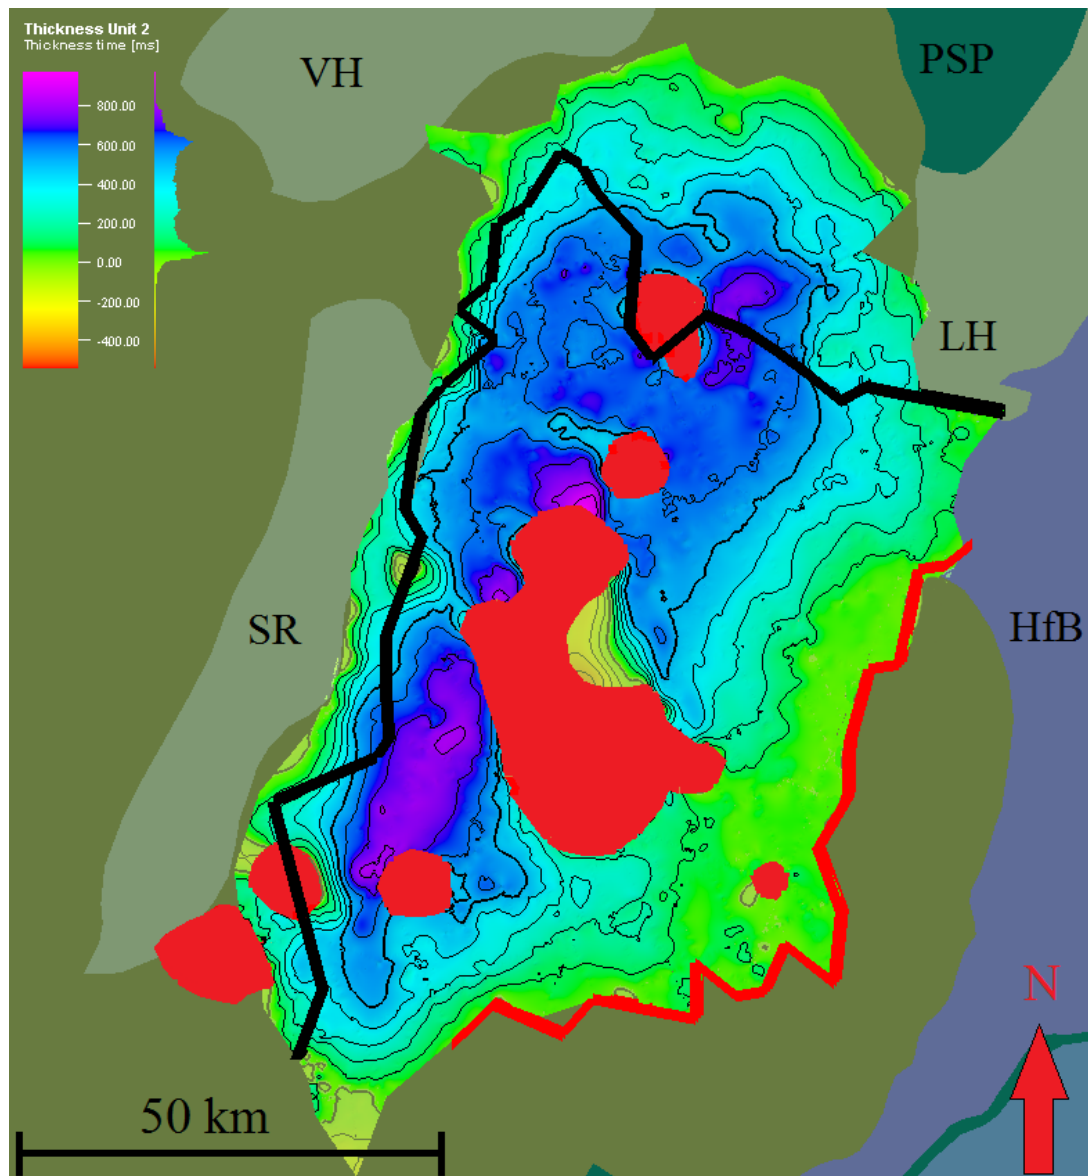 Thickness Unit 2
Thickness time [ms]
800.00
600.00
400.00
200.00
0.00
-200.00
-400.00
VH
PSP
LH
SR
HfB
N
50 km